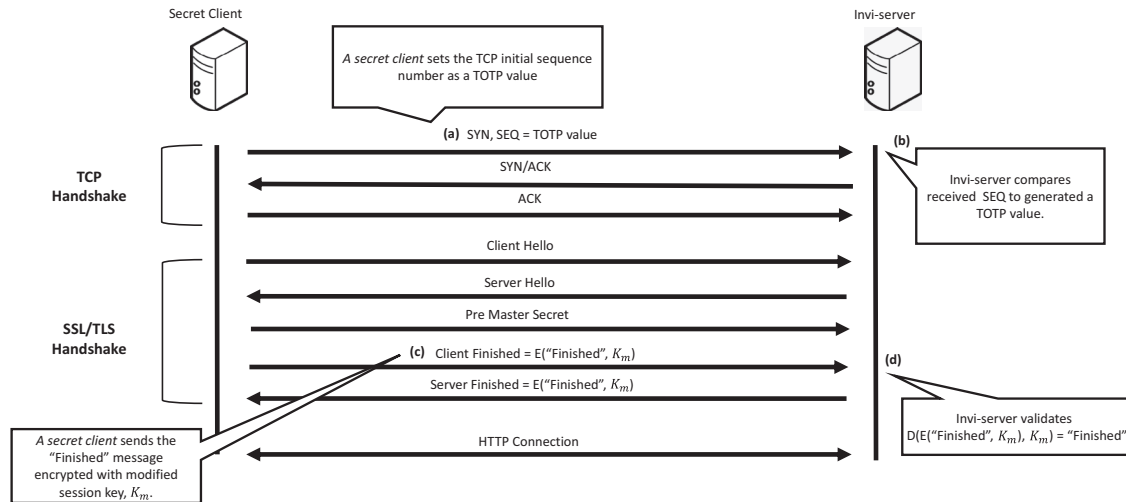 Secret Client
Invi-server
A secret client sets the TCP initial sequence
number as a TOTP value
(a) SYN, SEQ = TOTP value
(b)
SYN/ACK
TCP
Handshake
Invi-server compares
received SEQ to generated a
TOTP value.
ACK
Client Hello
Server Hello
Pre Master Secret
SSL/TLS
Handshake
(c) Client Finished = E(“Finished”, K_m)
(d)
Server Finished = E(“Finished”, K_m)
Invi-server validates
D(E(“Finished”, K_m), K_m) = “Finished”
A secret client sends the
“Finished” message
encrypted with modified
session key, K_m.
HTTP Connection